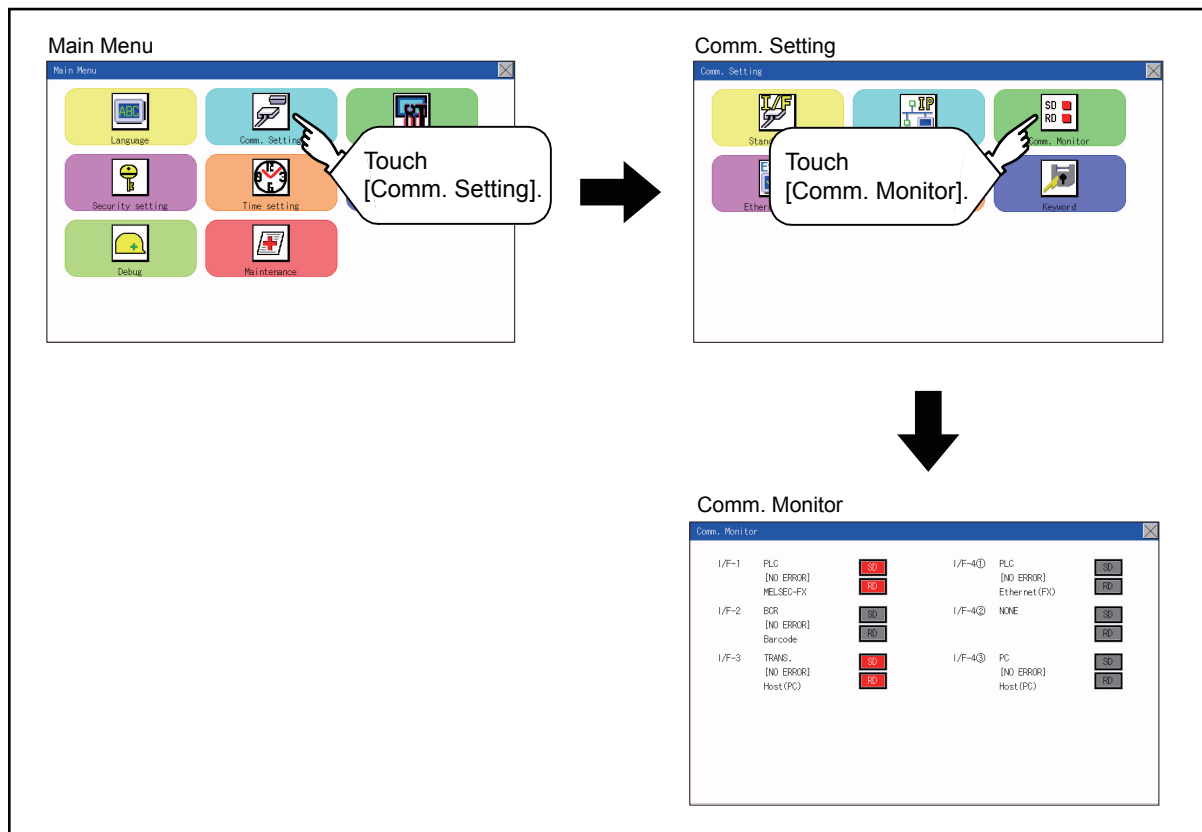 Main Menu
Main Menu
ABC
Language
Comm. Setting
Security setting
Time setting
Debug
Maintenance
Touch
[Comm. Setting].
Comm. Setting
Comm. Setting
I/F
IP
SD
RD
Comm. Monitor
Keyword
Touch
[Comm. Monitor].
Comm. Monitor
Comm. Monitor
I/F-1 PLC SD
[NO ERROR]
MELSEC-FX RD
I/F-2 BCR SD
[NO ERROR]
Barcode RD
I/F-3 TRANS. SD
[NO ERROR]
Host(PC) RD
I/F-4① PLC SD
[NO ERROR]
Ethernet(FX) RD
I/F-4② NONE SD
RD
I/F-4③ PC SD
[NO ERROR]
Host(PC) RD